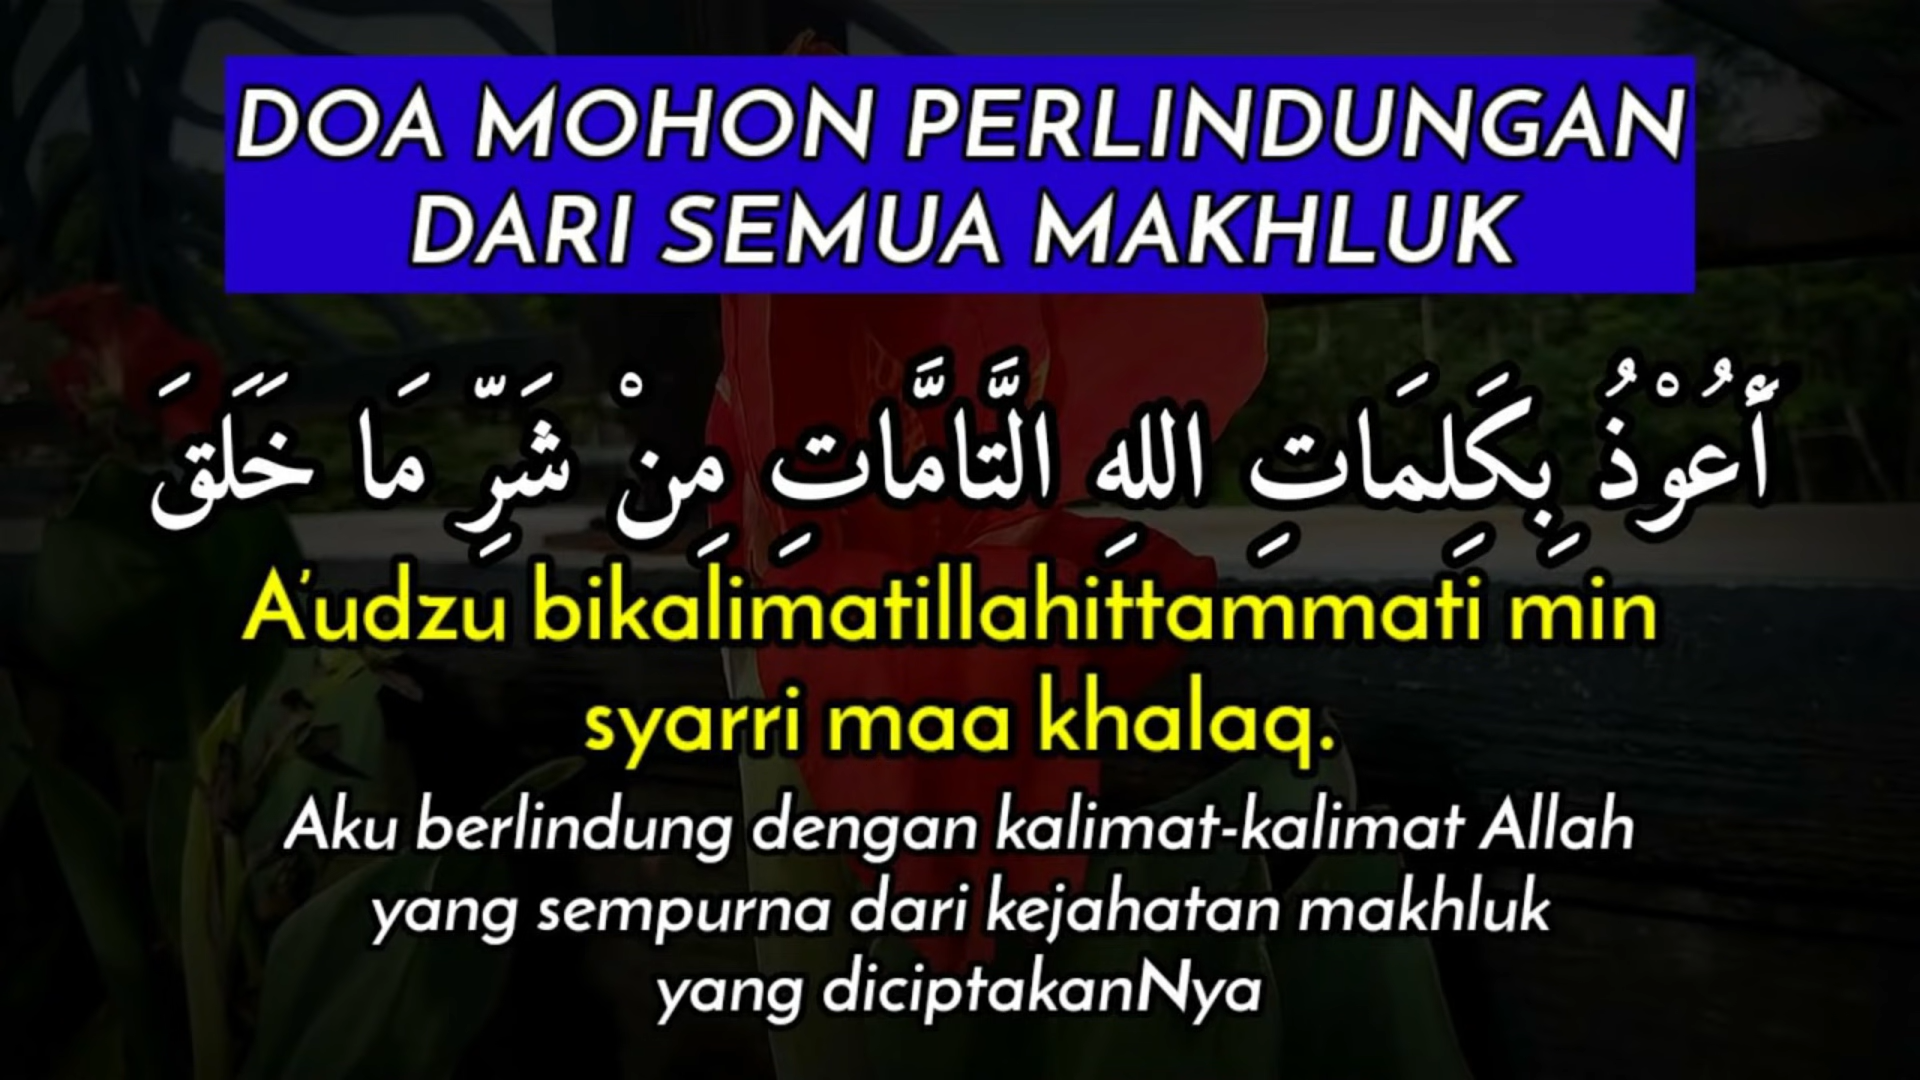 DOA MOHON PERLINDUNGAN
DARI SEMUA MAKHLUK
أَعُوْذُ بِكَلِمَاتِ اللهِ التَّامَّاتِ مِنْ شَرِّ مَا خَلَقَ
A'udzu bikalimatillahittammati min
syarri maa khalaq.
Aku berlindung dengan kalimat-kalimat Allah
yang sempurna dari kejahatan makhluk
yang diciptakanNya